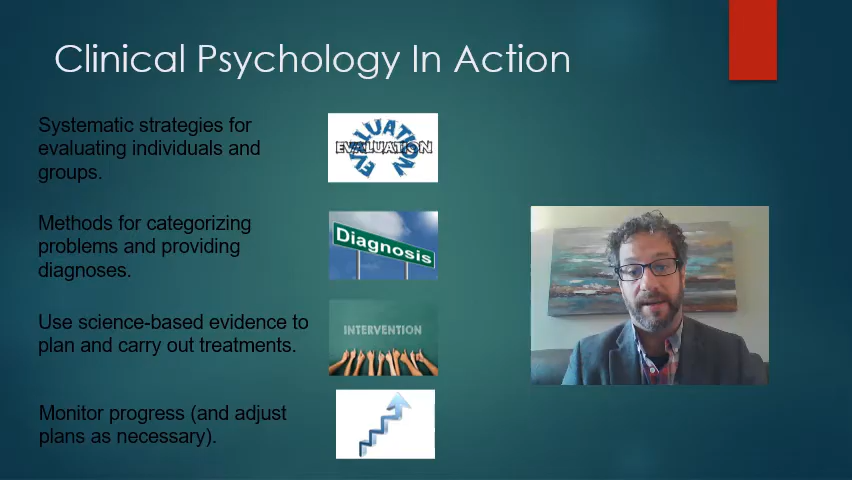 Clinical Psychology In Action
Systematic strategies for
evaluating individuals and
groups.
EVALUATION
EVALUATION
Methods for categorizing
problems and providing
diagnoses.
Diagnosis
Use science-based evidence to
plan and carry out treatments.
INTERVENTION
Monitor progress (and adjust
plans as necessary).